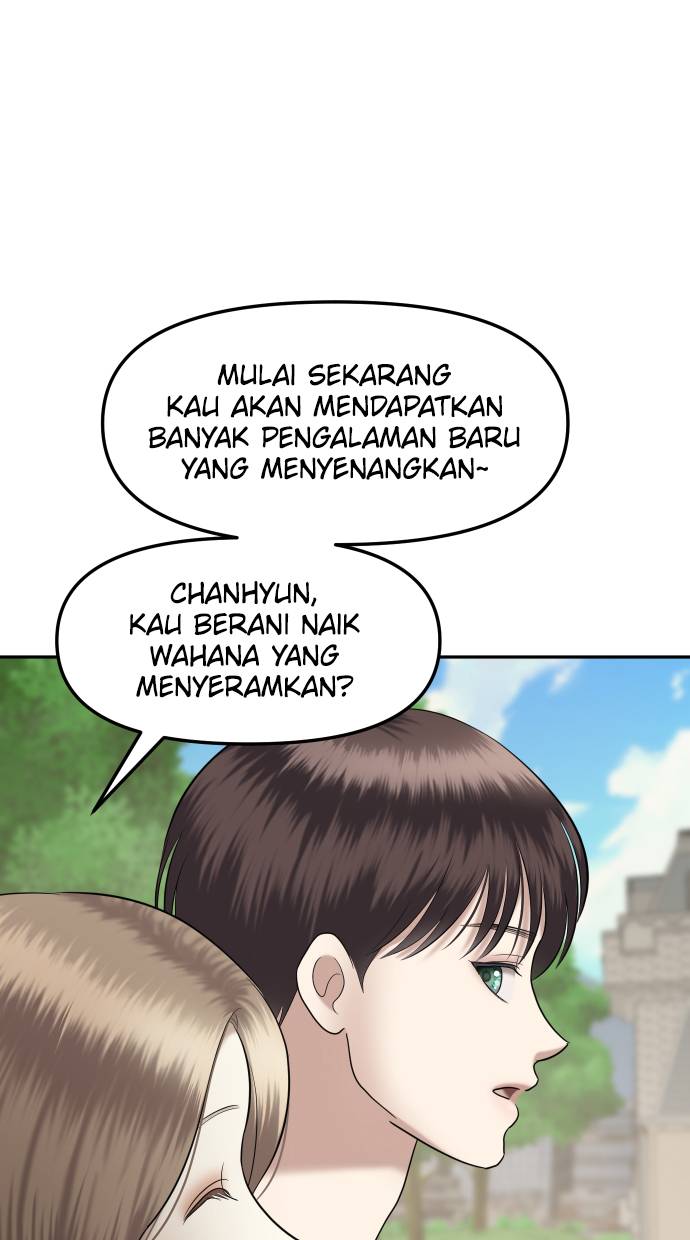 MULAI SEKARANG
KAU AKAN MENDAPATKAN
BANYAK PENGALAMAN BARU
YANG MENYENANGKAN~
CHANHYUN,
KAU BERANI NAIK
WAHANA YANG
MENYERAMKAN?